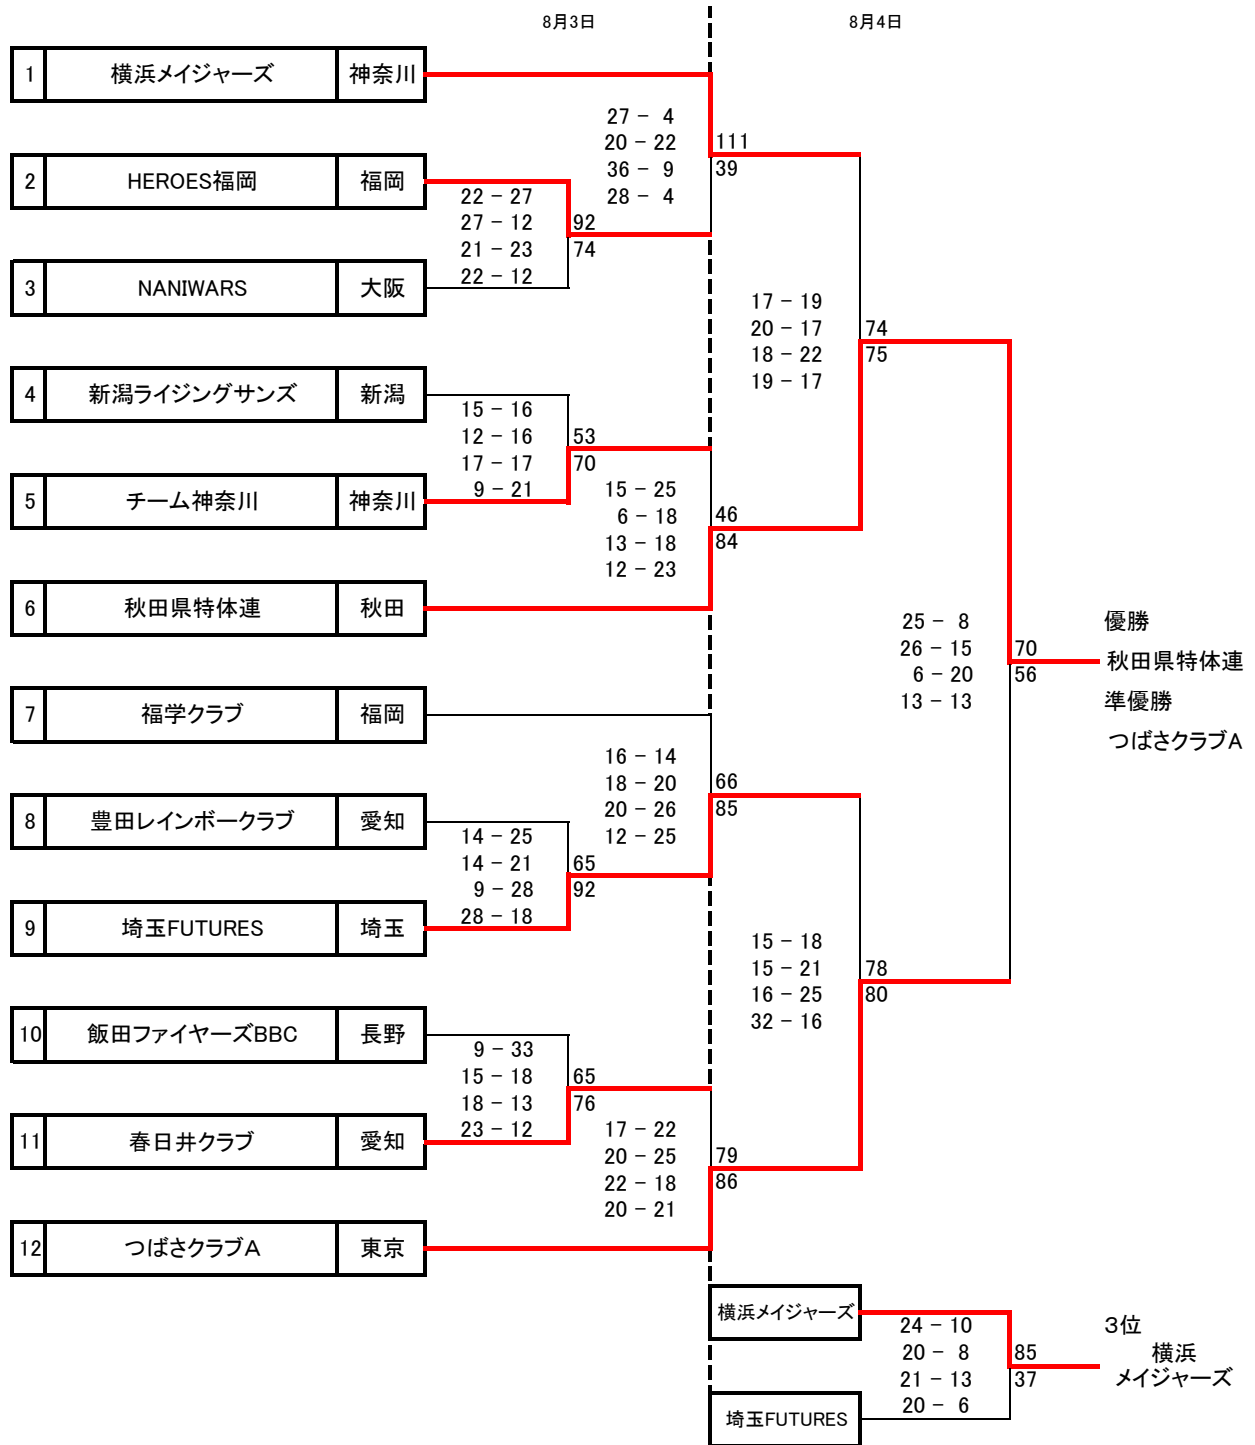 8月3日
8月4日
1 横浜メイジャーズ 神奈川
27 - 4
20 - 22
36 - 9
28 - 4
111
39
2 HEROES福岡 福岡
22 - 27
27 - 12
21 - 23
22 - 12
92
74
3 NANIWARS 大阪
17 - 19
20 - 17
18 - 22
19 - 17
74
75
4 新潟ライジングサンズ 新潟
15 - 16
12 - 16
17 - 17
9 - 21
53
70
5 チーム神奈川 神奈川
15 - 25
6 - 18
13 - 18
12 - 23
46
84
6 秋田県特体連 秋田
25 - 8
26 - 15
6 - 20
13 - 13
70
56
優勝
秋田県特体連
準優勝
つばさクラブA
7 福学クラブ 福岡
16 - 14
18 - 20
20 - 26
12 - 25
66
85
8 豊田レインボークラブ 愛知
14 - 25
14 - 21
9 - 28
28 - 18
65
92
9 埼玉FUTURES 埼玉
15 - 18
15 - 21
16 - 25
32 - 16
78
80
10 飯田ファイヤーズBBC 長野
9 - 33
15 - 18
18 - 13
23 - 12
65
76
11 春日井クラブ 愛知
17 - 22
20 - 25
22 - 18
20 - 21
79
86
12 つばさクラブA 東京
横浜メイジャーズ
24 - 10
20 - 8
21 - 13
20 - 6
85
37
3位
横浜
メイジャーズ
埼玉FUTURES